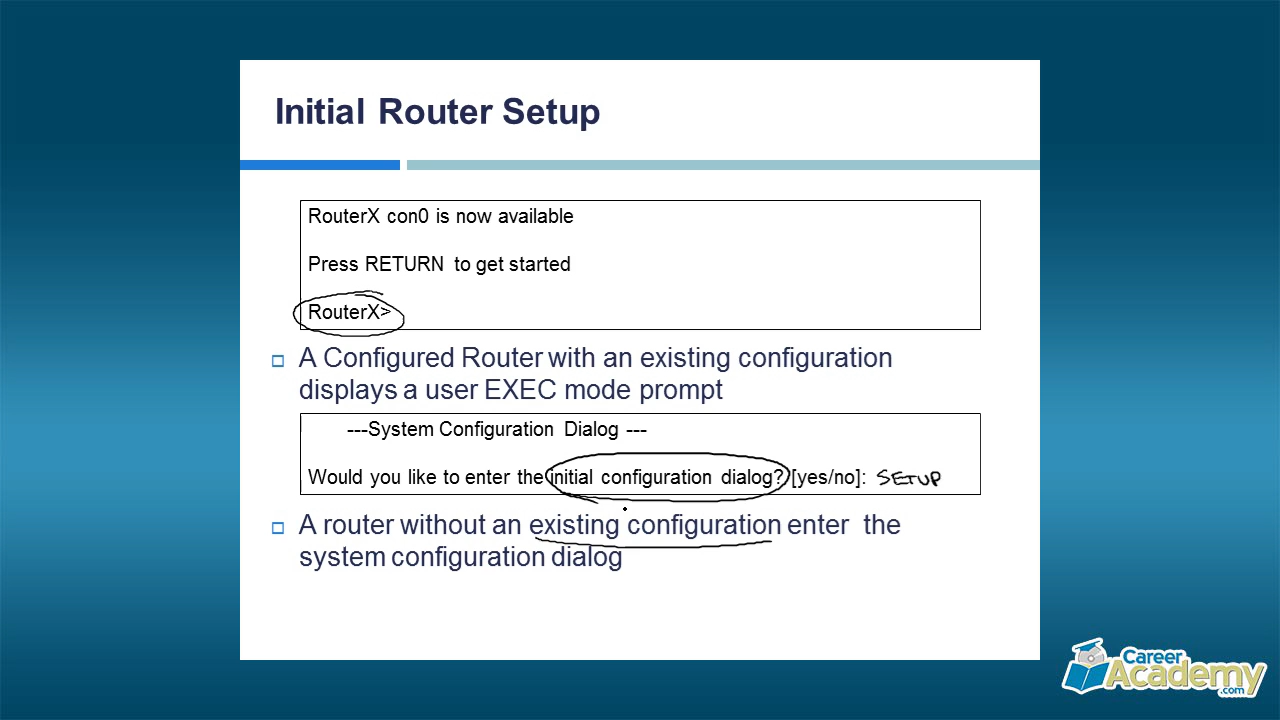 Initial Router Setup
RouterX con0 is now available
Press RETURN to get started
RouterX>
A Configured Router with an existing configuration
displays a user EXEC mode prompt
---System Configuration Dialog ---
Would you like to enter the initial configuration dialog? [yes/no]: SETUP
A router without an existing configuration enter the
system configuration dialog
Career
Academy
.com